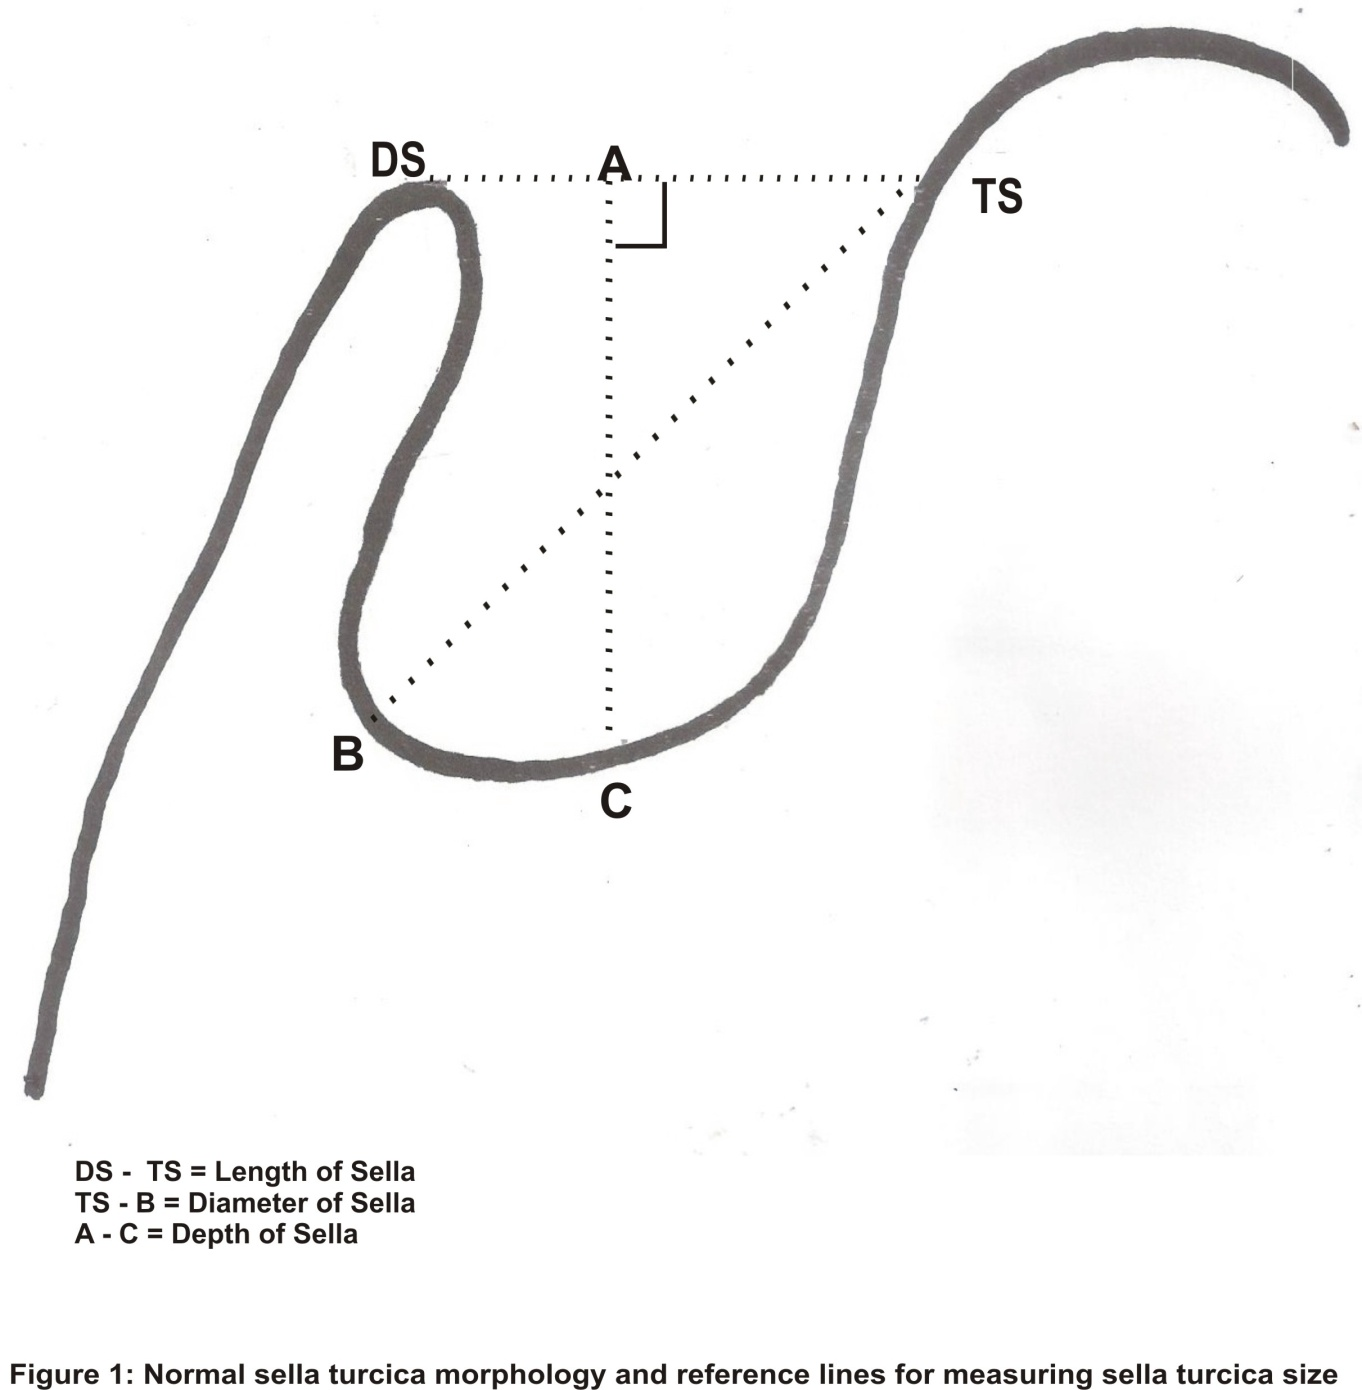 DS
A
TS
B
C
DS - TS = Length of Sella
TS - B = Diameter of Sella
A - C = Depth of Sella
Figure 1: Normal sella turcica morphology and reference lines for measuring sella turcica size